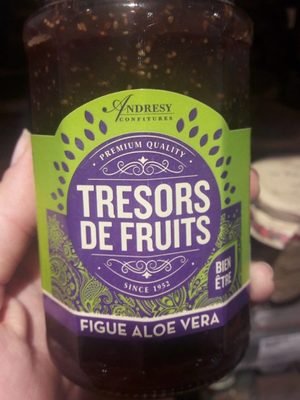 ANDRESY
CONFITURES
PREMIUM QUALITY
TRESORS
DE FRUITS
SINCE 1952
BIEN
ÊTRE
FIGUE ALOE VERA